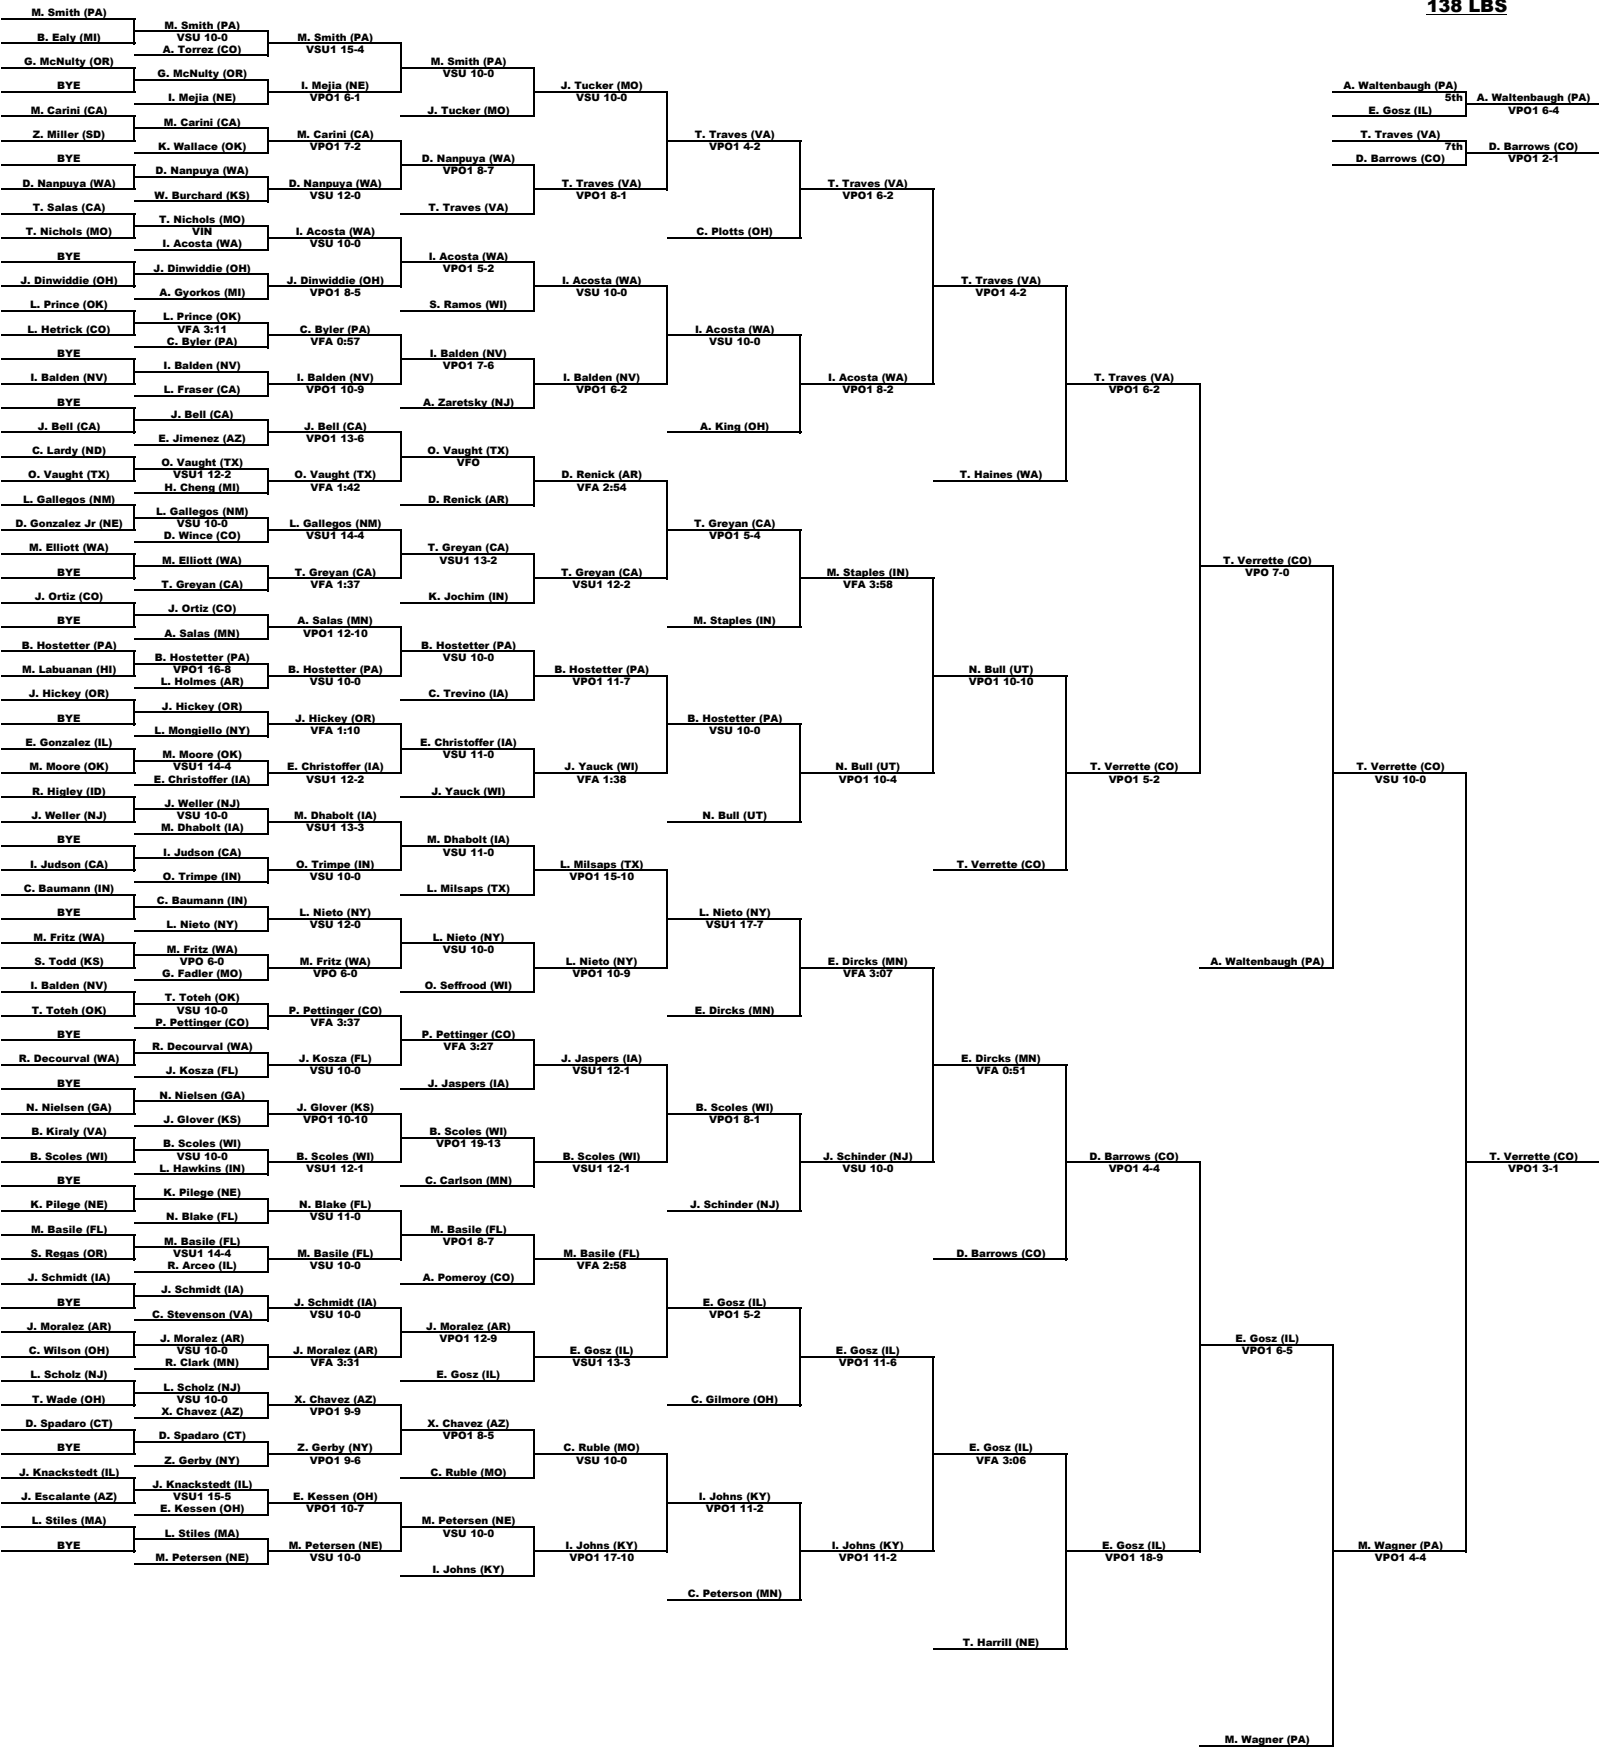 138 LBS
M. Smith (PA)
B. Ealy (MI)
G. McNulty (OR)
BYE
M. Carini (CA)
Z. Miller (SD)
BYE
D. Nanpuya (WA)
T. Salas (CA)
T. Nichols (MO)
BYE
J. Dinwiddie (OH)
L. Prince (OK)
L. Hetrick (CO)
BYE
I. Balden (NV)
BYE
J. Bell (CA)
C. Lardy (ND)
O. Vaught (TX)
L. Gallegos (NM)
D. Gonzalez Jr (NE)
M. Elliott (WA)
BYE
J. Ortiz (CO)
BYE
B. Hostetter (PA)
M. Labuanan (HI)
J. Hickey (OR)
BYE
E. Gonzalez (IL)
M. Moore (OK)
R. Higley (ID)
J. Weller (NJ)
BYE
I. Judson (CA)
C. Baumann (IN)
BYE
M. Fritz (WA)
S. Todd (KS)
I. Balden (NV)
T. Toteh (OK)
BYE
R. Decourval (WA)
BYE
N. Nielsen (GA)
B. Kiraly (VA)
B. Scoles (WI)
BYE
K. Pilege (NE)
M. Basile (FL)
S. Regas (OR)
J. Schmidt (IA)
BYE
J. Moralez (AR)
C. Wilson (OH)
L. Scholz (NJ)
T. Wade (OH)
D. Spadaro (CT)
BYE
J. Knackstedt (IL)
J. Escalante (AZ)
L. Stiles (MA)
BYE
M. Smith (PA)
VSU 10-0
A. Torrez (CO)
G. McNulty (OR)
I. Mejia (NE)
M. Carini (CA)
K. Wallace (OK)
D. Nanpuya (WA)
W. Burchard (KS)
T. Nichols (MO)
VIN
I. Acosta (WA)
J. Dinwiddie (OH)
A. Gyorkos (MI)
L. Prince (OK)
VFA 3:11
C. Byler (PA)
I. Balden (NV)
L. Fraser (CA)
J. Bell (CA)
E. Jimenez (AZ)
O. Vaught (TX)
VSU1 12-2
H. Cheng (MI)
L. Gallegos (NM)
VSU 10-0
D. Wince (CO)
M. Elliott (WA)
T. Greyan (CA)
J. Ortiz (CO)
A. Salas (MN)
B. Hostetter (PA)
VPO1 16-8
L. Holmes (AR)
J. Hickey (OR)
L. Mongiello (NY)
M. Moore (OK)
VSU1 14-4
E. Christoffer (IA)
J. Weller (NJ)
VSU 10-0
M. Dhabolt (IA)
I. Judson (CA)
O. Trimpe (IN)
C. Baumann (IN)
L. Nieto (NY)
M. Fritz (WA)
VPO 6-0
G. Fadler (MO)
T. Toteh (OK)
VSU 10-0
P. Pettinger (CO)
R. Decourval (WA)
J. Kosza (FL)
N. Nielsen (GA)
J. Glover (KS)
B. Scoles (WI)
VSU 10-0
L. Hawkins (IN)
K. Pilege (NE)
N. Blake (FL)
M. Basile (FL)
VSU1 14-4
R. Arceo (IL)
J. Schmidt (IA)
C. Stevenson (VA)
J. Moralez (AR)
VSU 10-0
R. Clark (MN)
L. Scholz (NJ)
VSU 10-0
X. Chavez (AZ)
D. Spadaro (CT)
Z. Gerby (NY)
J. Knackstedt (IL)
VSU1 15-5
E. Kessen (OH)
L. Stiles (MA)
M. Petersen (NE)
M. Smith (PA)
VSU1 15-4
I. Mejia (NE)
VPO1 6-1
M. Carini (CA)
VPO1 7-2
D. Nanpuya (WA)
VSU 12-0
I. Acosta (WA)
VSU 10-0
J. Dinwiddie (OH)
VPO1 8-5
C. Byler (PA)
VFA 0:57
I. Balden (NV)
VPO1 10-9
J. Bell (CA)
VPO1 13-6
O. Vaught (TX)
VFA 1:42
L. Gallegos (NM)
VSU1 14-4
T. Greyan (CA)
VFA 1:37
A. Salas (MN)
VPO1 12-10
B. Hostetter (PA)
VSU 10-0
J. Hickey (OR)
VFA 1:10
E. Christoffer (IA)
VSU1 12-2
M. Dhabolt (IA)
VSU1 13-3
O. Trimpe (IN)
VSU 10-0
L. Nieto (NY)
VSU 12-0
M. Fritz (WA)
VPO 6-0
P. Pettinger (CO)
VFA 3:37
J. Kosza (FL)
VSU 10-0
J. Glover (KS)
VPO1 10-10
B. Scoles (WI)
VSU1 12-1
N. Blake (FL)
VSU 11-0
M. Basile (FL)
VSU 10-0
J. Schmidt (IA)
VSU 10-0
J. Moralez (AR)
VFA 3:31
X. Chavez (AZ)
VPO1 9-9
Z. Gerby (NY)
VPO1 9-6
E. Kessen (OH)
VPO1 10-7
M. Petersen (NE)
VSU 10-0
M. Smith (PA)
VSU 10-0
J. Tucker (MO)
D. Nanpuya (WA)
VPO1 8-7
T. Traves (VA)
I. Acosta (WA)
VPO1 5-2
S. Ramos (WI)
I. Balden (NV)
VPO1 7-6
A. Zaretsky (NJ)
O. Vaught (TX)
VFO
D. Renick (AR)
T. Greyan (CA)
VSU1 13-2
K. Jochim (IN)
B. Hostetter (PA)
VSU 10-0
C. Trevino (IA)
E. Christoffer (IA)
VSU 11-0
J. Yauck (WI)
M. Dhabolt (IA)
VSU 11-0
L. Milsaps (TX)
L. Nieto (NY)
VSU 10-0
O. Seffrood (WI)
P. Pettinger (CO)
VFA 3:27
J. Jaspers (IA)
B. Scoles (WI)
VPO1 19-13
C. Carlson (MN)
M. Basile (FL)
VPO1 8-7
A. Pomeroy (CO)
J. Moralez (AR)
VPO1 12-9
E. Gosz (IL)
X. Chavez (AZ)
VPO1 8-5
C. Ruble (MO)
M. Petersen (NE)
VSU 10-0
I. Johns (KY)
J. Tucker (MO)
VSU 10-0
T. Traves (VA)
VPO1 8-1
I. Acosta (WA)
VSU 10-0
I. Balden (NV)
VPO1 6-2
D. Renick (AR)
VFA 2:54
T. Greyan (CA)
VSU1 12-2
B. Hostetter (PA)
VPO1 11-7
J. Yauck (WI)
VFA 1:38
L. Milsaps (TX)
VPO1 15-10
L. Nieto (NY)
VPO1 10-9
J. Jaspers (IA)
VSU1 12-1
B. Scoles (WI)
VSU1 12-1
M. Basile (FL)
VFA 2:58
E. Gosz (IL)
VSU1 13-3
C. Ruble (MO)
VSU 10-0
I. Johns (KY)
VPO1 17-10
T. Traves (VA)
VPO1 4-2
C. Plotts (OH)
I. Acosta (WA)
VSU 10-0
A. King (OH)
T. Greyan (CA)
VPO1 5-4
M. Staples (IN)
B. Hostetter (PA)
VSU 10-0
N. Bull (UT)
L. Nieto (NY)
VSU1 17-7
E. Dircks (MN)
B. Scoles (WI)
VPO1 8-1
J. Schinder (NJ)
E. Gosz (IL)
VPO1 5-2
C. Gilmore (OH)
I. Johns (KY)
VPO1 11-2
C. Peterson (MN)
T. Traves (VA)
VPO1 6-2
I. Acosta (WA)
VPO1 8-2
M. Staples (IN)
VFA 3:58
N. Bull (UT)
VPO1 10-4
E. Dircks (MN)
VFA 3:07
J. Schinder (NJ)
VSU 10-0
E. Gosz (IL)
VPO1 11-6
I. Johns (KY)
VPO1 11-2
T. Traves (VA)
VPO1 4-2
T. Haines (WA)
N. Bull (UT)
VPO1 10-10
T. Verrette (CO)
E. Dircks (MN)
VFA 0:51
D. Barrows (CO)
E. Gosz (IL)
VFA 3:06
T. Harrill (NE)
T. Traves (VA)
VPO1 6-2
T. Verrette (CO)
VPO1 5-2
D. Barrows (CO)
VPO1 4-4
E. Gosz (IL)
VPO1 18-9
T. Verrette (CO)
VPO 7-0
A. Waltenbaugh (PA)
E. Gosz (IL)
VPO1 6-5
M. Wagner (PA)
T. Verrette (CO)
VSU 10-0
M. Wagner (PA)
VPO1 4-4
T. Verrette (CO)
VPO1 3-1
A. Waltenbaugh (PA)
5th
E. Gosz (IL)
A. Waltenbaugh (PA)
VPO1 6-4
T. Traves (VA)
7th
D. Barrows (CO)
D. Barrows (CO)
VPO1 2-1